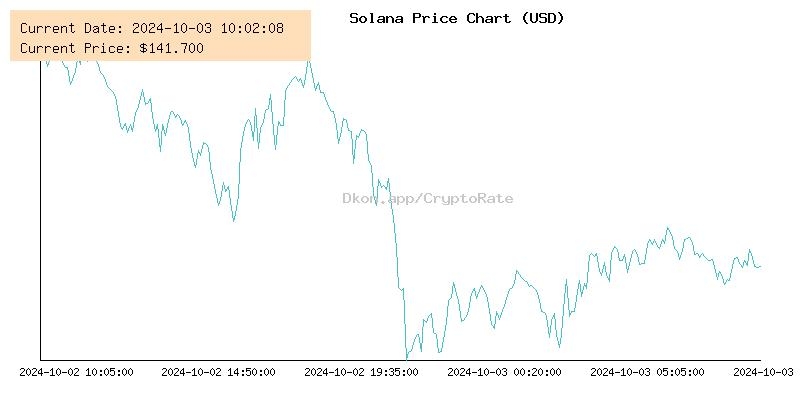 Solana Price Chart (USD)
Current Date: 2024-10-03 10:02:08
Current Price: $141.700
Dkon.app/CryptoRate
2024-10-02 10:05:00
2024-10-02 14:50:00
2024-10-02 19:35:00
2024-10-03 00:20:00
2024-10-03 05:05:00
2024-10-03